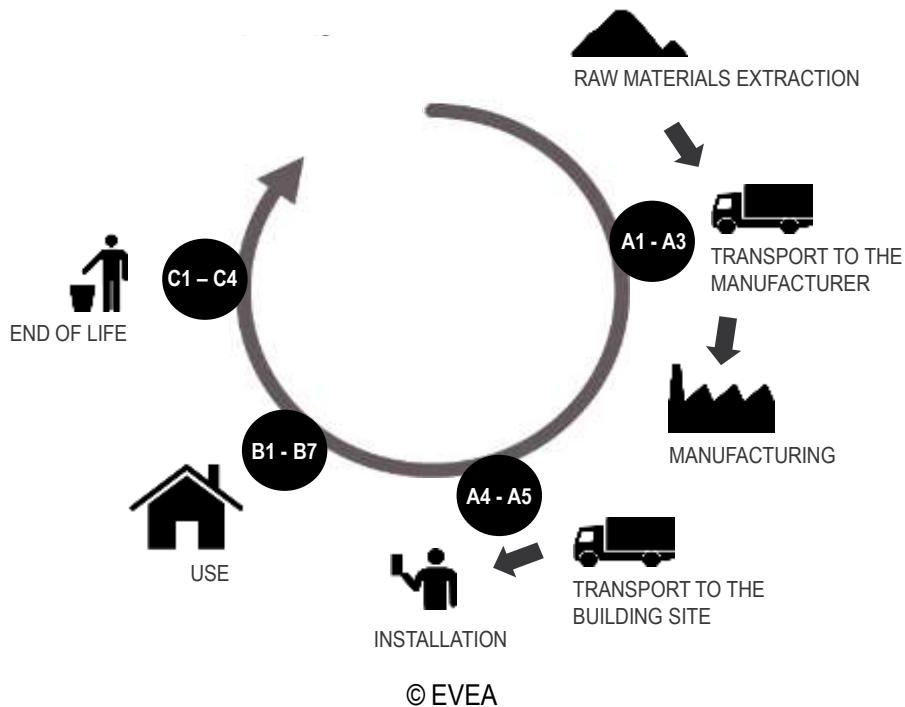 RAW MATERIALS EXTRACTION
A1 - A3
TRANSPORT TO THE
MANUFACTURER
MANUFACTURING
A4 - A5
TRANSPORT TO THE
BUILDING SITE
INSTALLATION
B1 - B7
USE
C1 – C4
END OF LIFE
© EVEA